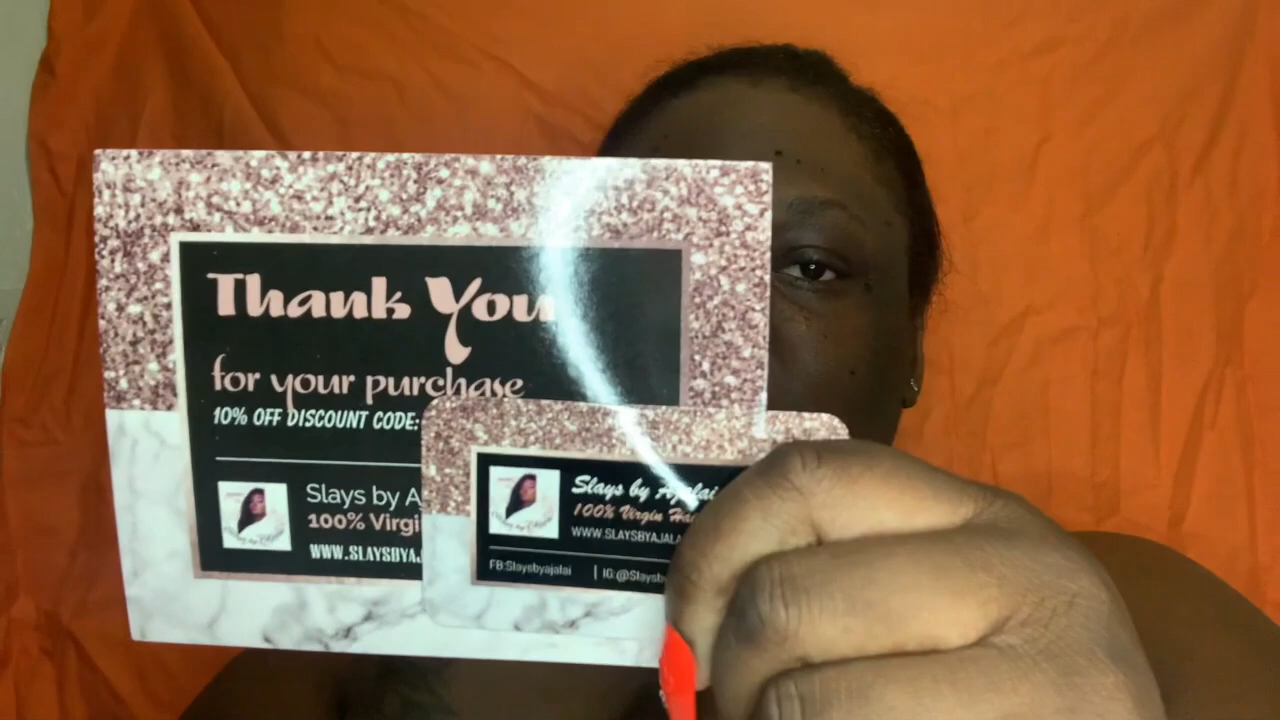 Thank You
for your purchase
10% OFF DISCOUNT CODE:
Slays by A
100% Virgi
WWW.SLAYSBYAJ
Slays by Ajalai
100% Virgin Ha
WWW.SLAYSBYAJALA
FB:Slaysbyajalai | IG:@Slaysb